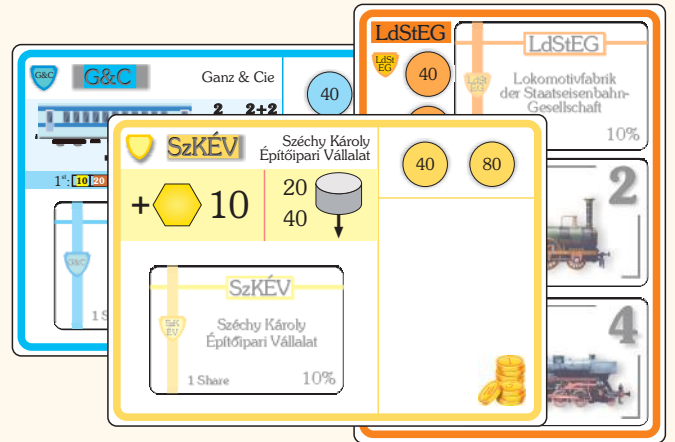 LdStEG
LdSt
EG
40
LdStEG
LdSt
EG
Lokomotivfabrik
der Staatseisenbahn-
Gesellschaft
10%
2
4
G&C
G&C
Ganz & Cie
40
2 2+2
1st: 10 20
G&C
1 S
SzKÉV
Széchy Károly
Építőipari Vállalat
40 80
+ 10
20
40
SzKÉV
SzK
ÉV
Széchy Károly
Építőipari Vállalat
1 Share 10%